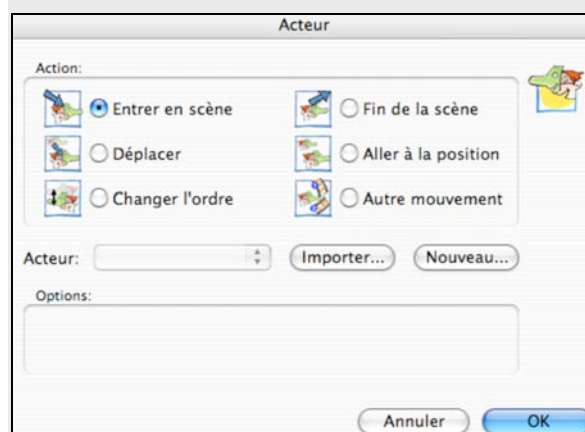 Acteur
Action:
Entrer en scène
Fin de la scène
Déplacer
Aller à la position
Changer l'ordre
Autre mouvement
Acteur:
Importer...
Nouveau...
Options:
Annuler
OK